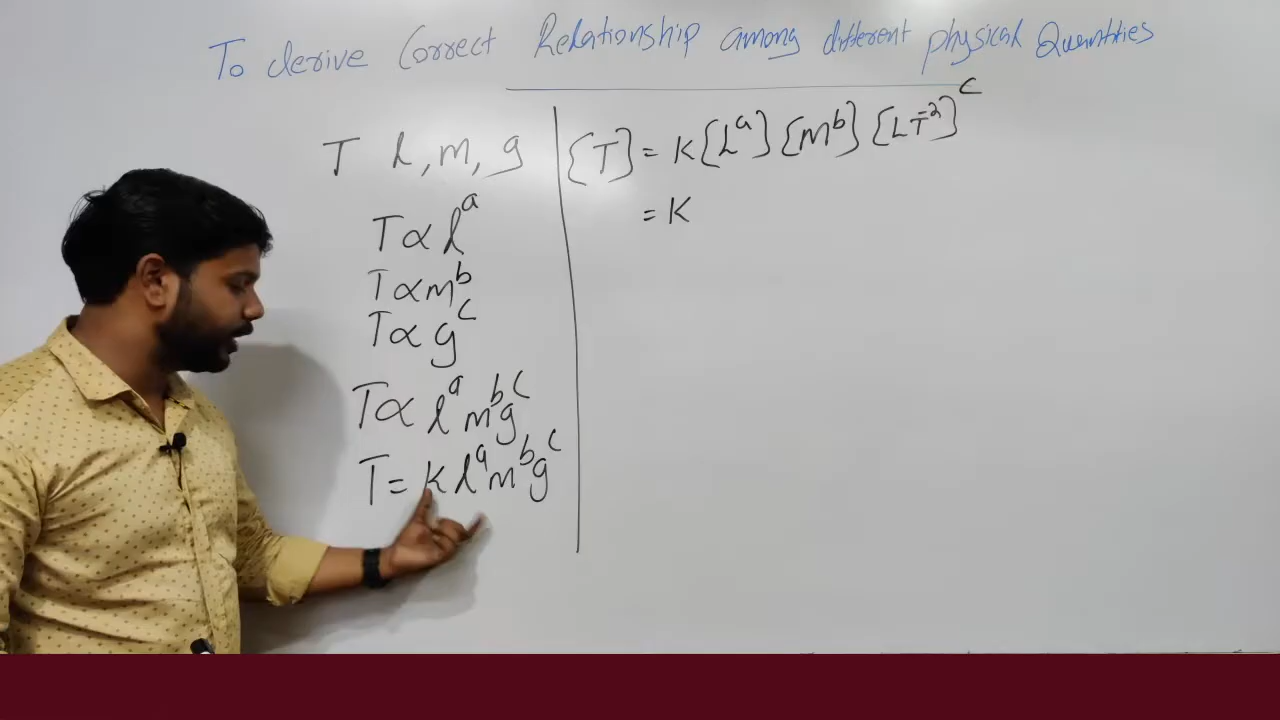 To derive Correct Relationship among different physical Quantities
T l, m, g
T ∝ l^a
T ∝ m^b
T ∝ g^c
T ∝ l^a m^b g^c
T = K l^a m^b g^c
[T] = K [L^a] [M^b] [LT^-2]^c
= K